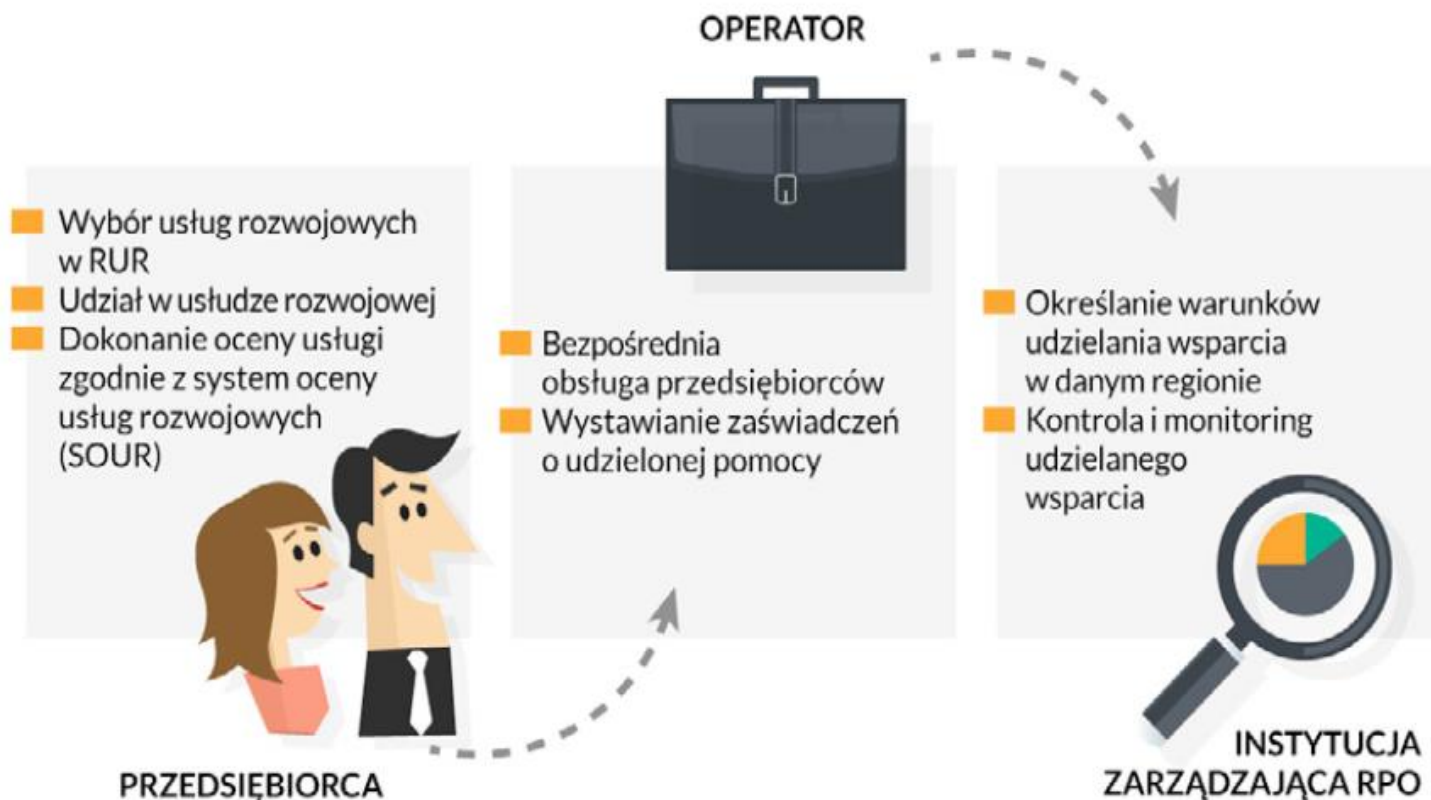 OPERATOR
Wybór usług rozwojowych
w RUR
Udział w usłudze rozwojowej
Dokonanie oceny usługi
zgodnie z system oceny
usług rozwojowych
(SOUR)
PRZEDSIĘBIORCA
Bezpośrednia
obsługa przedsiębiorców
Wystawianie zaświadczeń
o udzielonej pomocy
Określanie warunków
udzielania wsparcia
w danym regionie
Kontrola i monitoring
udzielanego
wsparcia
INSTYTUCJA
ZARZĄDZAJĄCA RPO